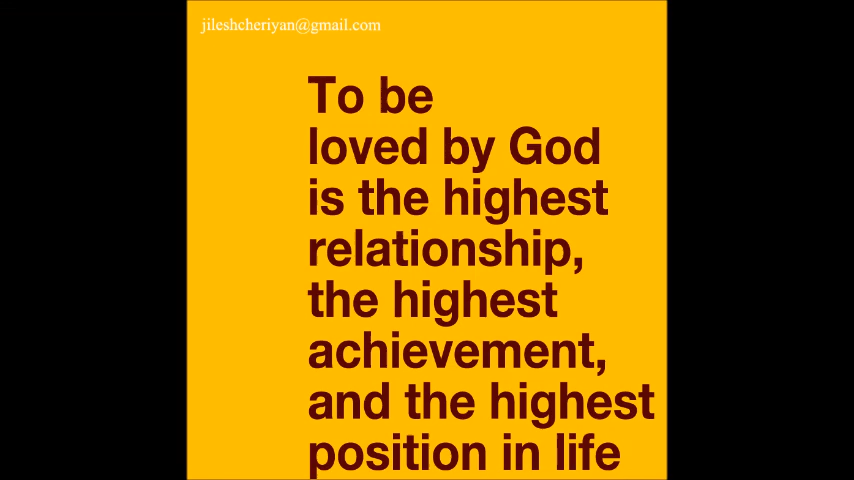 jileshcheriyan@gmail.com
To be
loved by God
is the highest
relationship,
the highest
achievement,
and the highest
position in life